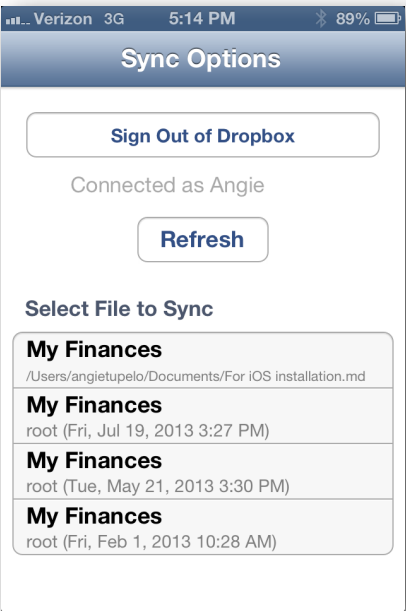 Verizon 3G 5:14 PM 89%
Sync Options
Sign Out of Dropbox
Connected as Angie
Refresh
Select File to Sync
My Finances
/Users/angietupelo/Documents/For iOS installation.md
My Finances
root (Fri, Jul 19, 2013 3:27 PM)
My Finances
root (Tue, May 21, 2013 3:30 PM)
My Finances
root (Fri, Feb 1, 2013 10:28 AM)